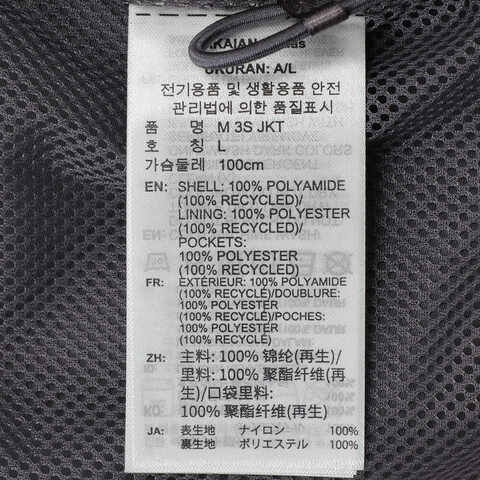 UKURAN: A/L
전기용품 및 생활용품 안전
관리법에 의한 품질표시
품 명 M 3S JKT
호 칭 L
가슴둘레 100cm
EN: SHELL: 100% POLYAMIDE
(100% RECYCLED)/
LINING: 100% POLYESTER
(100% RECYCLED)/
POCKETS:
100% POLYESTER
(100% RECYCLED)
FR: EXTÉRIEUR: 100% POLYAMIDE
(100% RECYCLÉ)/DOUBLURE:
100% POLYESTER
(100% RECYCLÉ)/POCHES:
100% POLYESTER
(100% RECYCLÉ)
ZH: 主料: 100% 锦纶(再生)/
里料: 100% 聚酯纤维(再
生)/口袋里料:
100% 聚酯纤维(再生)
JA: 表生地 ナイロン 100%
裏生地 ポリエステル 100%